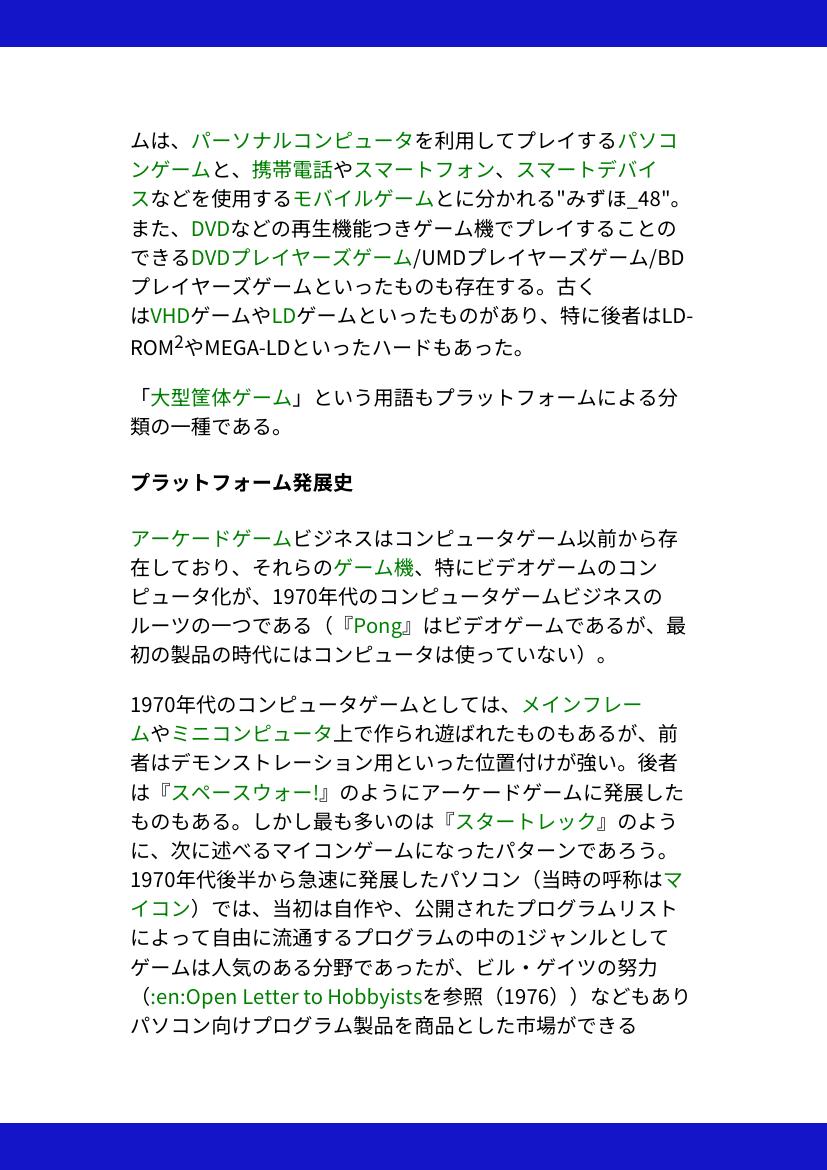 ムは、パーソナルコンピュータを利用してプレイするパソコ
ンゲームと、携帯電話やスマートフォン、スマートデバイ
スなどを使用するモバイルゲームとに分かれる"みずほ_48"。
また、DVDなどの再生機能つきゲーム機でプレイすることの
できるDVDプレイヤーズゲーム/UMDプレイヤーズゲーム/BD
プレイヤーズゲームといったものも存在する。古く
はVHDゲームやLDゲームといったものがあり、特に後者はLD-
ROM²やMEGA-LDといったハードもあった。
「大型筐体ゲーム」という用語もプラットフォームによる分
類の一種である。
プラットフォーム発展史
アーケードゲームビジネスはコンピュータゲーム以前から存
在しており、それらのゲーム機、特にビデオゲームのコン
ピュータ化が、1970年代のコンピュータゲームビジネスの
ルーツの一つである（『Pong』はビデオゲームであるが、最
初の製品の時代にはコンピュータは使っていない）。
1970年代のコンピュータゲームとしては、メインフレー
ムやミニコンピュータ上で作られ遊ばれたものもあるが、前
者はデモンストレーション用といった位置付けが強い。後者
は『スペースウォー!』のようにアーケードゲームに発展した
ものもある。しかし最も多いのは『スタートレック』のよう
に、次に述べるマイコンゲームになったパターンであろう。
1970年代後半から急速に発展したパソコン（当時の呼称はマ
イコン）では、当初は自作や、公開されたプログラムリスト
によって自由に流通するプログラムの中の1ジャンルとして
ゲームは人気のある分野であったが、ビル・ゲイツの努力
（:en:Open Letter to Hobbyistsを参照（1976））などもあり
パソコン向けプログラム製品を商品とした市場ができる